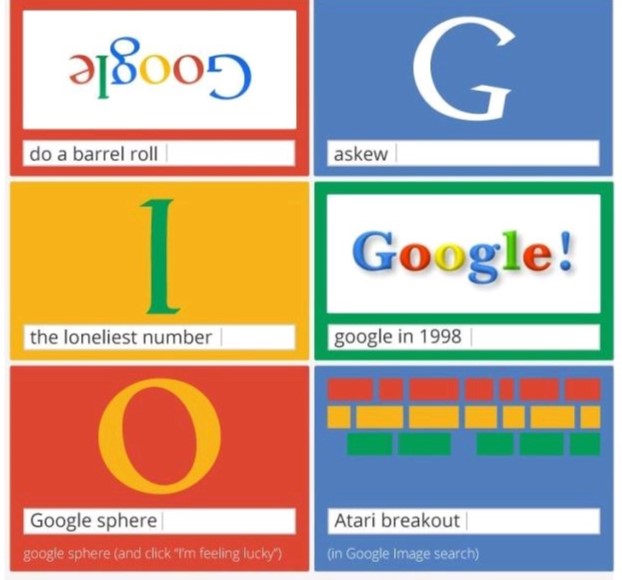 Google
do a barrel roll
G
askew
1
the loneliest number
Google!
google in 1998
O
Google sphere
google sphere (and click "I'm feeling lucky")
Atari breakout
(in Google Image search)